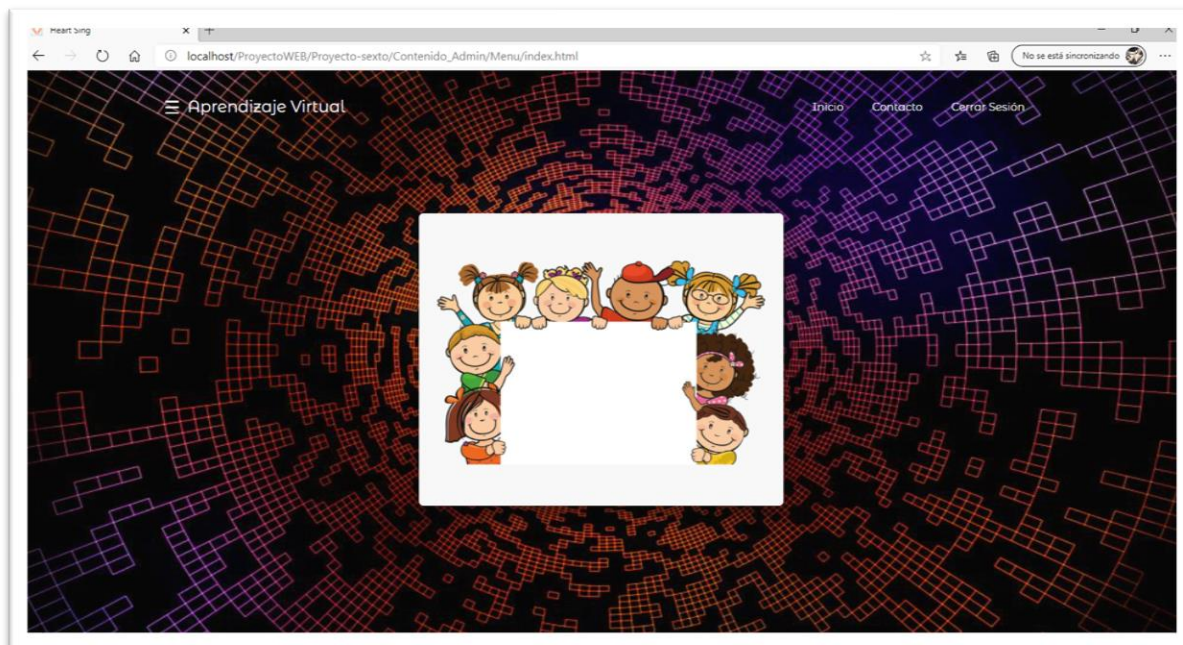 Heart Sing
localhost/ProyectoWEB/Proyecto-sexto/Contenido_Admin/Menu/index.html
No se está sincronizando
Aprendizaje Virtual
Inicio Contacto Cerrar Sesión